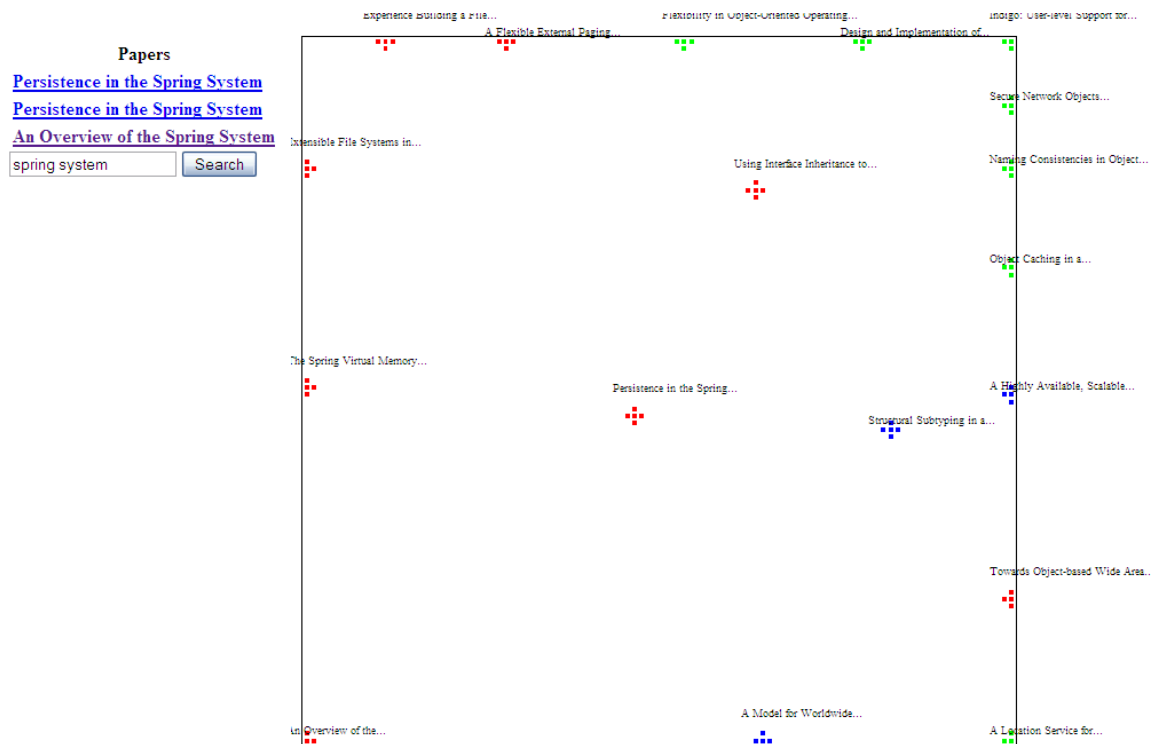 Papers
Persistence in the Spring System
Persistence in the Spring System
An Overview of the Spring System
spring system
Search
Experience Building a File...
A Flexible External Paging...
Flexibility in Object-Oriented Operating...
Design and Implementation of...
Indigo: User-level Support for...
Secure Network Objects...
Extensible File Systems in...
Using Interface Inheritance to...
Naming Consistencies in Object...
Object Caching in a...
The Spring Virtual Memory...
Persistence in the Spring...
A Highly Available, Scalable...
Structural Subtyping in a...
Towards Object-based Wide Area...
A Model for Worldwide...
An Overview of the...
A Location Service for...